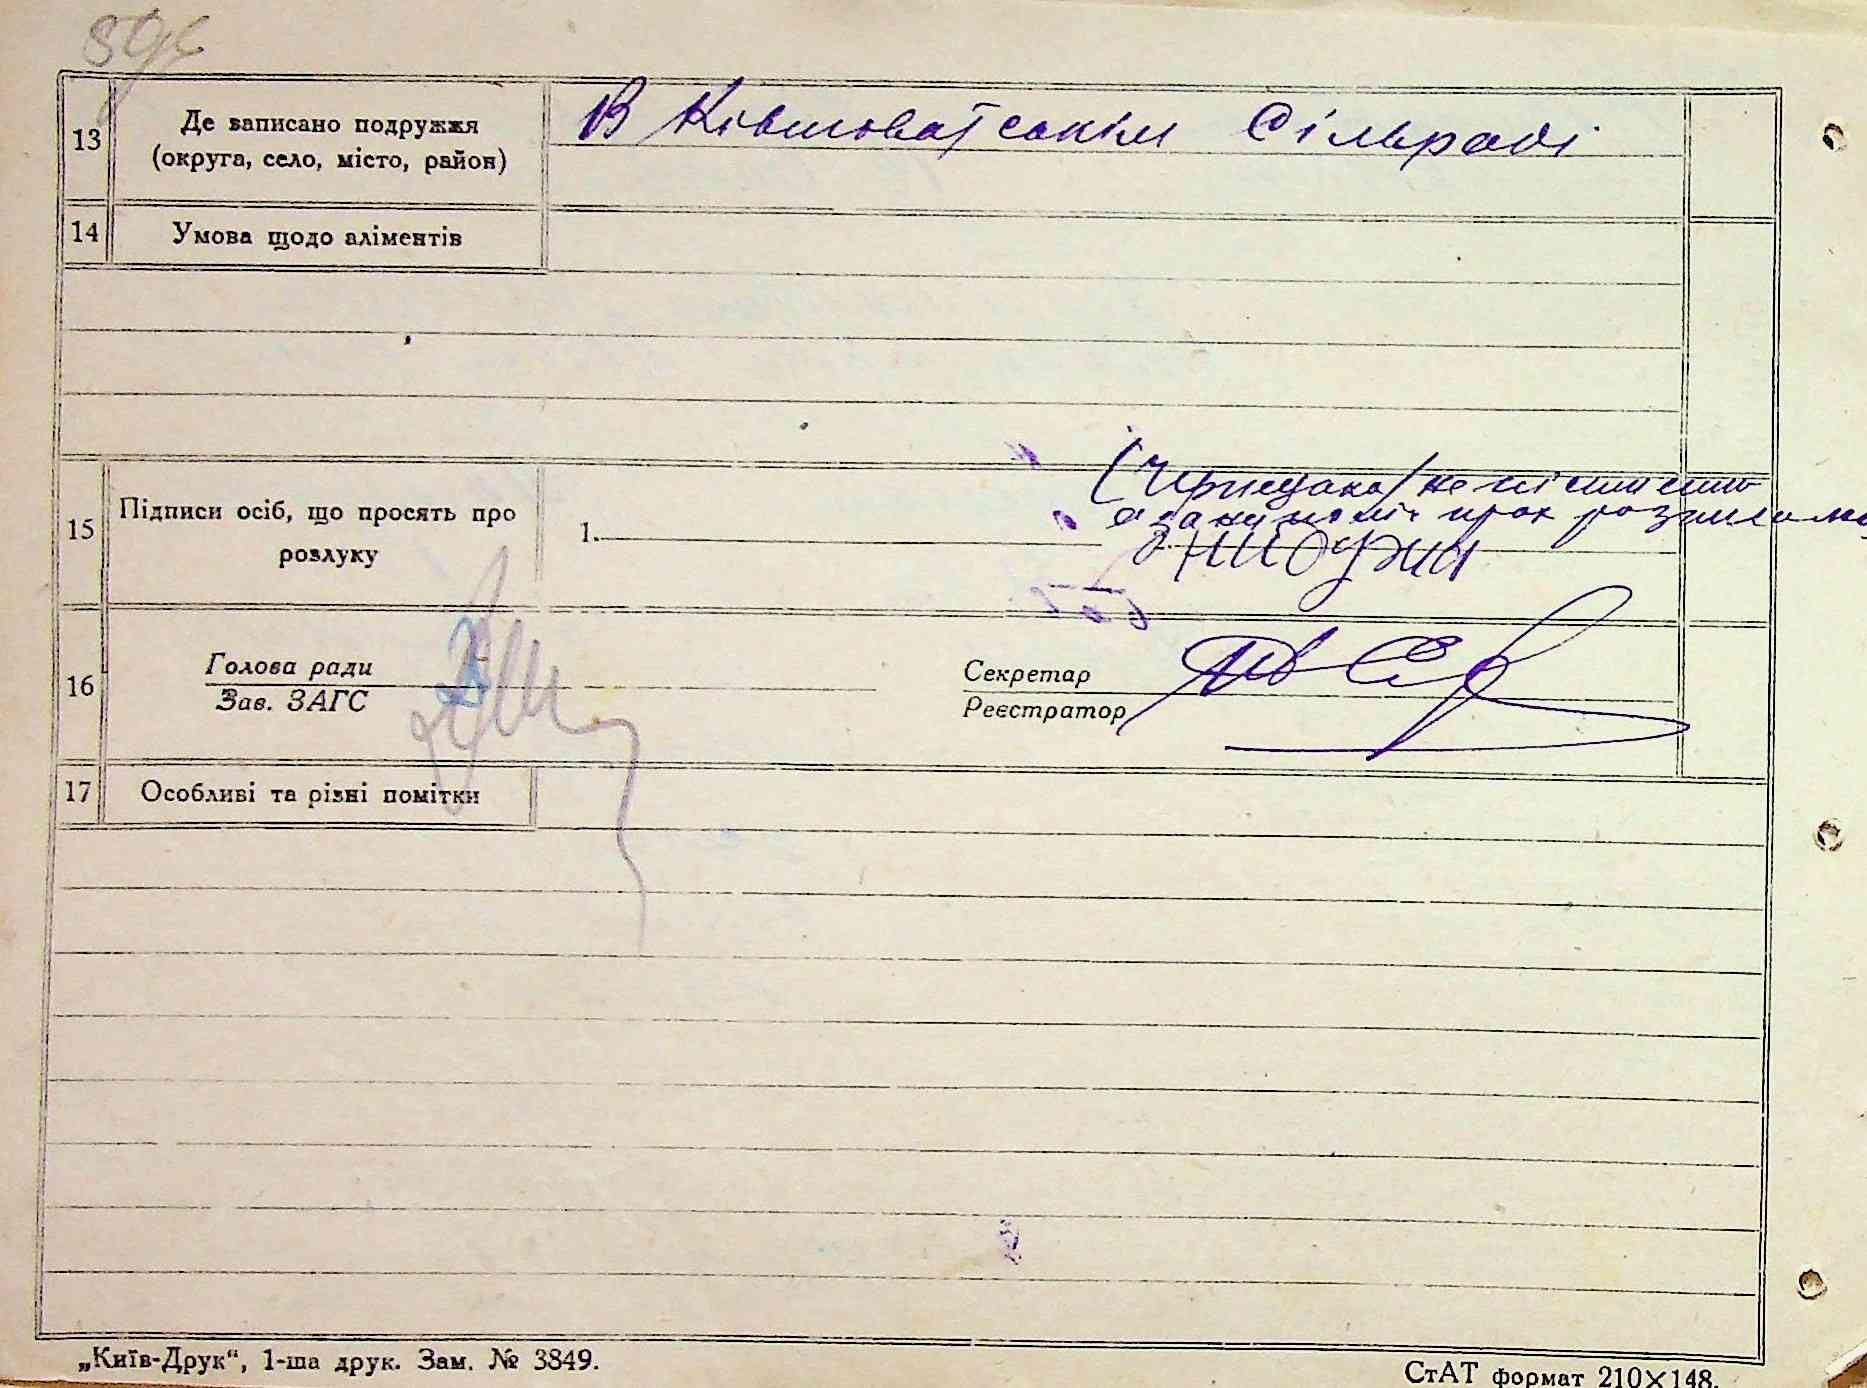 13
Де записано подружжя
(округа, село, місто, район)
В Ківшоватськім Сільраді
14
Умова щодо аліментів
15
Підписи осіб, що просять про
розлуку
1.
2.
16
Голова ради
Зав. ЗАГС
Секретар
Реєстратор
17
Особливі та різні помітки
„Київ-Друк“, 1-ша друк. Зам. № 3849.
СтАТ формат 210×148.